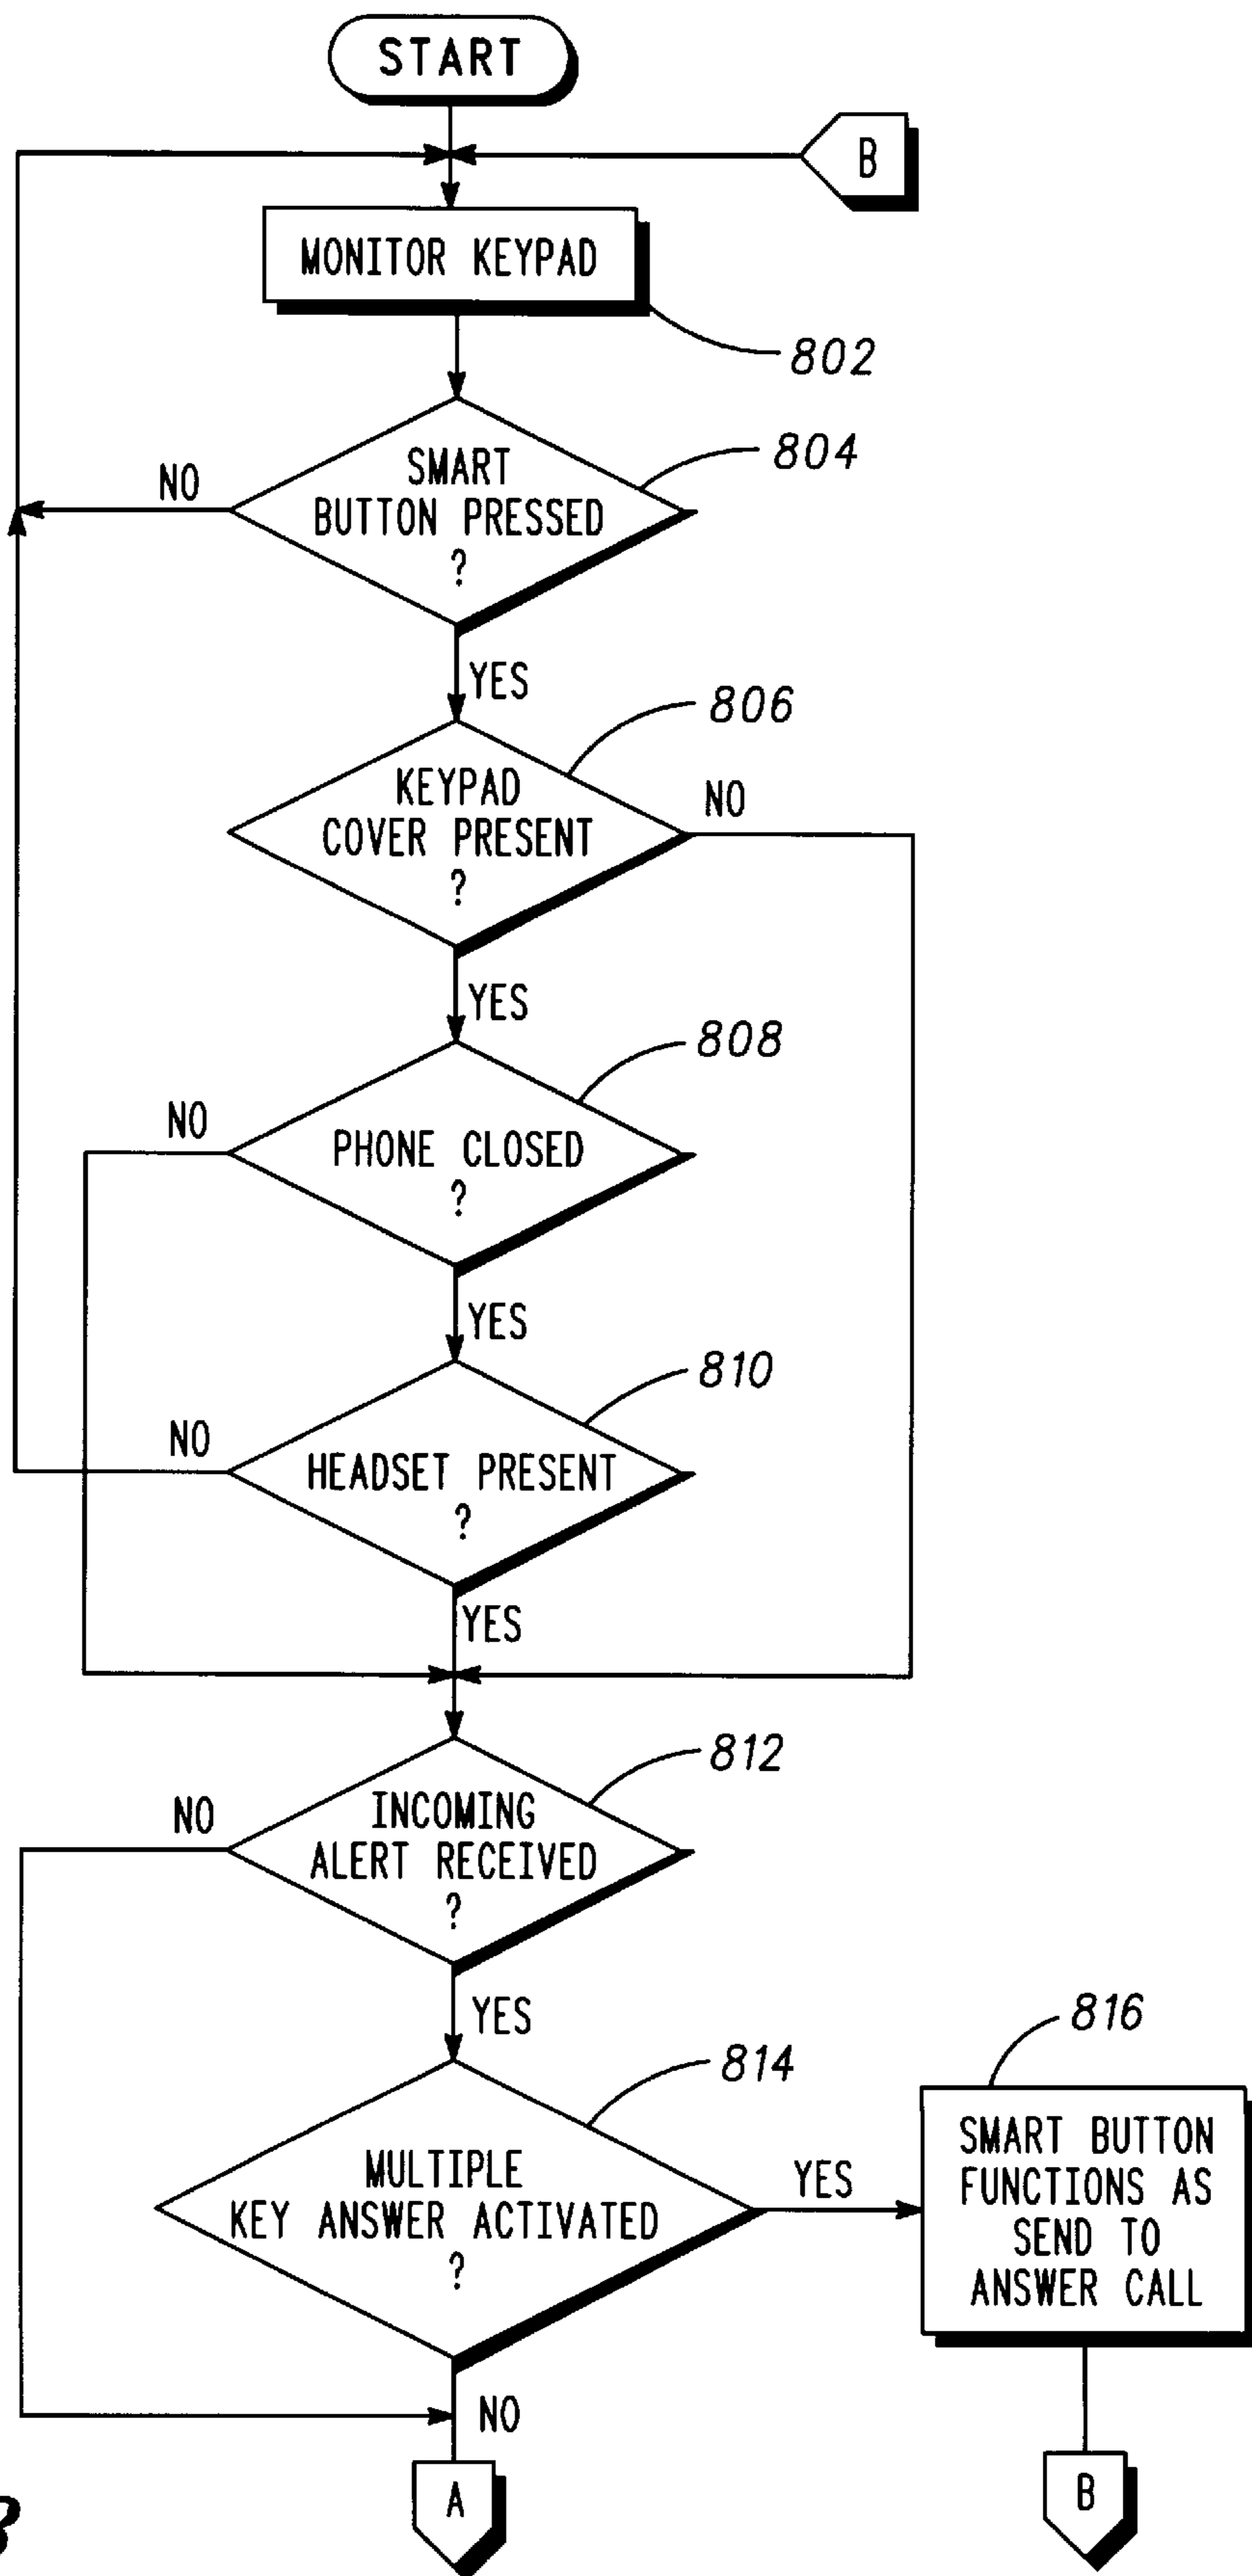 START
B
MONITOR KEYPAD
802
804
SMART
BUTTON PRESSED
?
NO
YES
806
KEYPAD
COVER PRESENT
?
NO
YES
808
NO
PHONE CLOSED
?
YES
810
NO
HEADSET PRESENT
?
YES
812
NO
INCOMING
ALERT RECEIVED
?
YES
814
MULTIPLE
KEY ANSWER ACTIVATED
?
YES
816
SMART BUTTON
FUNCTIONS AS
SEND TO
ANSWER CALL
NO
A
B